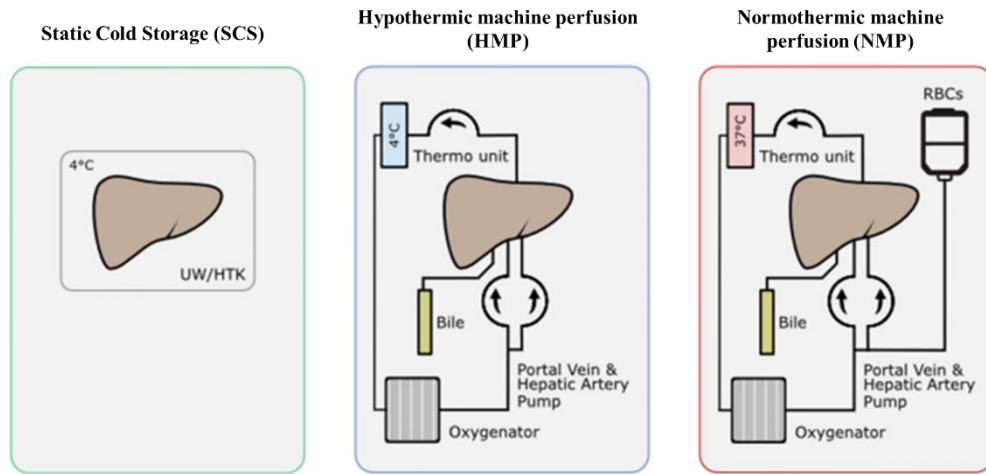 Static Cold Storage (SCS)
4°C
UW/HTK
Hypothermic machine perfusion
(HMP)
4°C
Thermo unit
Bile
Portal Vein &
Hepatic Artery
Pump
Oxygenator
Normothermic machine
perfusion (NMP)
RBCs
37°C
Thermo unit
Bile
Portal Vein &
Hepatic Artery
Pump
Oxygenator